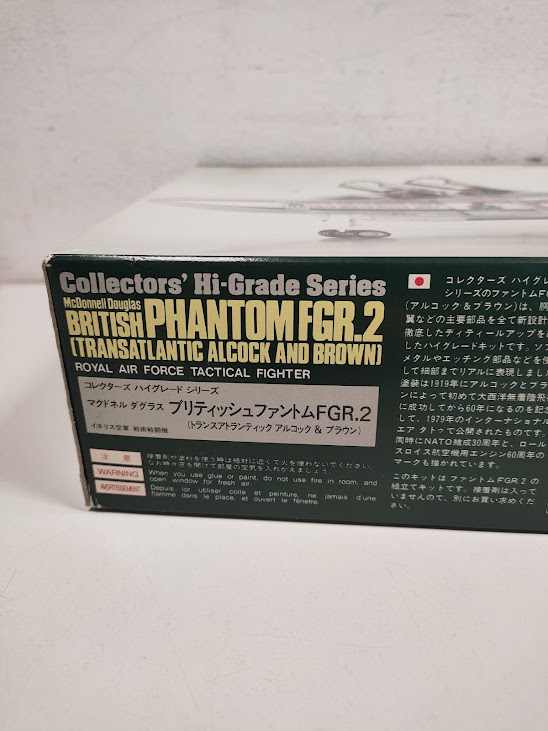 Collectors' Hi-Grade Series
McDonnell Douglas
BRITISH PHANTOM FGR.2
(TRANSATLANTIC ALCOCK AND BROWN)
ROYAL AIR FORCE TACTICAL FIGHTER
コレクターズ ハイグレード シリーズ
マクドネル ダグラス ブリティッシュファントムFGR.2
(トランスアトランティック アルコック & ブラウン)
イギリス空軍 戦術戦闘機
注 意
接着剤や塗料を使う時は絶対に近くで火を使わないでください。
なお時々窓を開けて部屋の空気を入れかえましょう。
WARNING
When you use glue or paint, do not use fire in room, and
open window for fresh air.
AVERTISSEMENT
Depuis lor utiliser colle et peinture, ne jamais d'une
flamme dans le place, et ouvert le fenêtre.
コレクターズ ハイグレ
シリーズのファントムFG
(アルコック&ブラウン)は、胴
翼などの主要部品を全て新設計
徹底したディティールアップを
したハイグレードキットです。ソフ
メタルやエッチング部品などを使
して細部までリアルに表現しまし
塗装は1919年にアルコックとブラ
ンによって初めて大西洋無着陸飛
に成功してから60年になるのを記
して、1979年のインターナショナル
エア タトゥで公開されたものです。
同時にNATO結成30周年と、ロール
スロイス航空機用エンジン60周年の
マークも描かれています。
このキットは ファントムFGR.2 の
組立てキットです。接着剤は入って
いませんので、別にお買い求めくだ
さい。